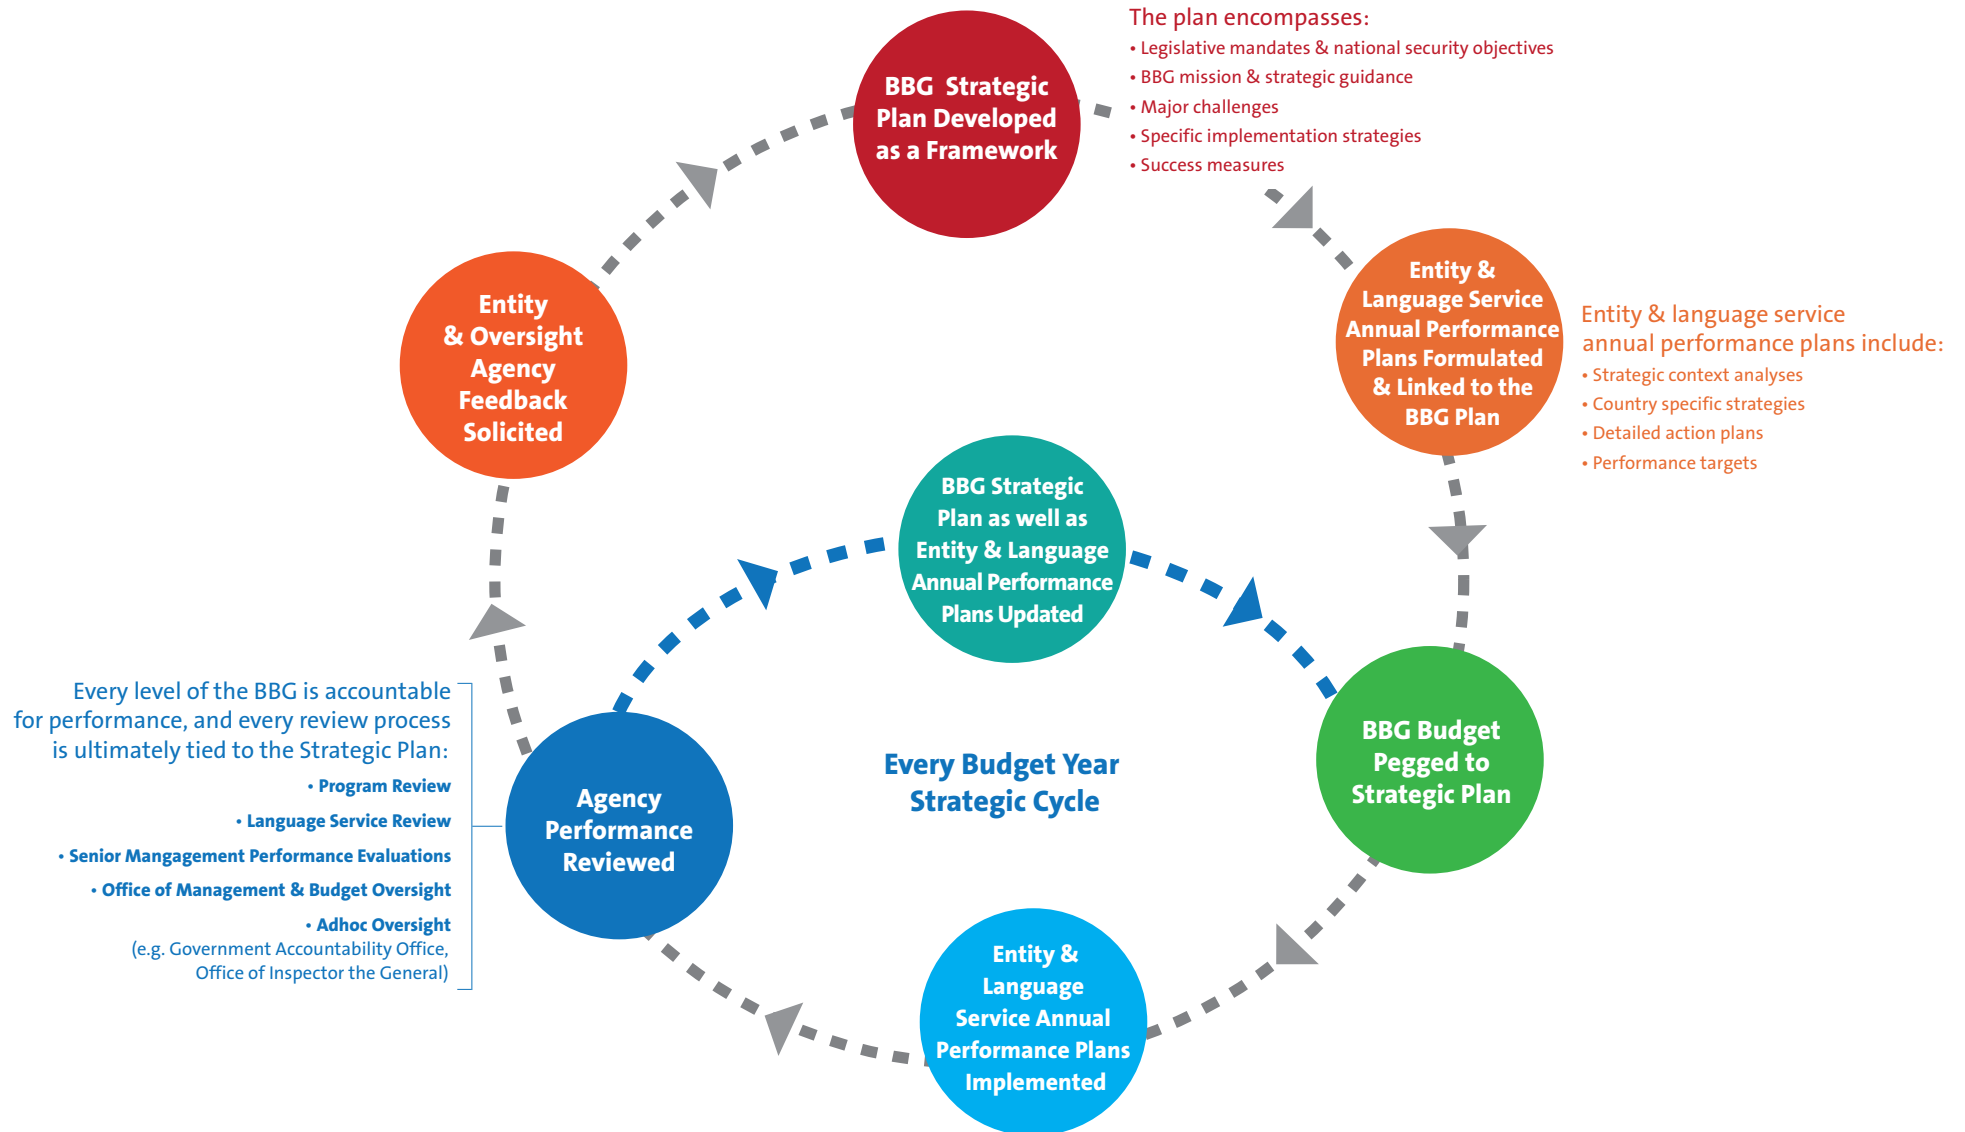 BBG Strategic
Plan Developed
as a Framework
The plan encompasses:
• Legislative mandates & national security objectives
• BBG mission & strategic guidance
• Major challenges
• Specific implementation strategies
• Success measures
Entity &
Language Service
Annual Performance
Plans Formulated
& Linked to the
BBG Plan
Entity & language service
annual performance plans include:
• Strategic context analyses
• Country specific strategies
• Detailed action plans
• Performance targets
Entity
& Oversight
Agency
Feedback
Solicited
BBG Strategic
Plan as well as
Entity & Language
Annual Performance
Plans Updated
Every level of the BBG is accountable
for performance, and every review process
is ultimately tied to the Strategic Plan:
• Program Review
• Language Service Review
• Senior Mangagement Performance Evaluations
• Office of Management & Budget Oversight
• Adhoc Oversight
(e.g. Government Accountability Office,
Office of Inspector the General)
Agency
Performance
Reviewed
Every Budget Year
Strategic Cycle
BBG Budget
Pegged to
Strategic Plan
Entity &
Language
Service Annual
Performance Plans
Implemented